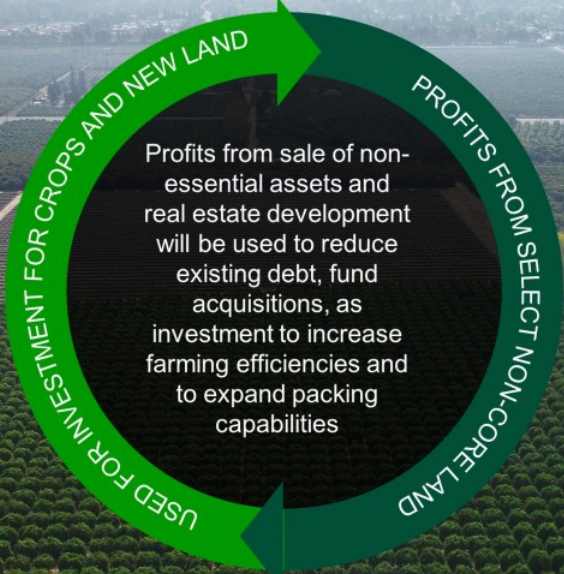 USED FOR INVESTMENT FOR CROPS AND NEW LAND
PROFITS FROM SELECT NON-CORE LAND
Profits from sale of non-
essential assets and
real estate development
will be used to reduce
existing debt, fund
acquisitions, as
investment to increase
farming efficiencies and
to expand packing
capabilities